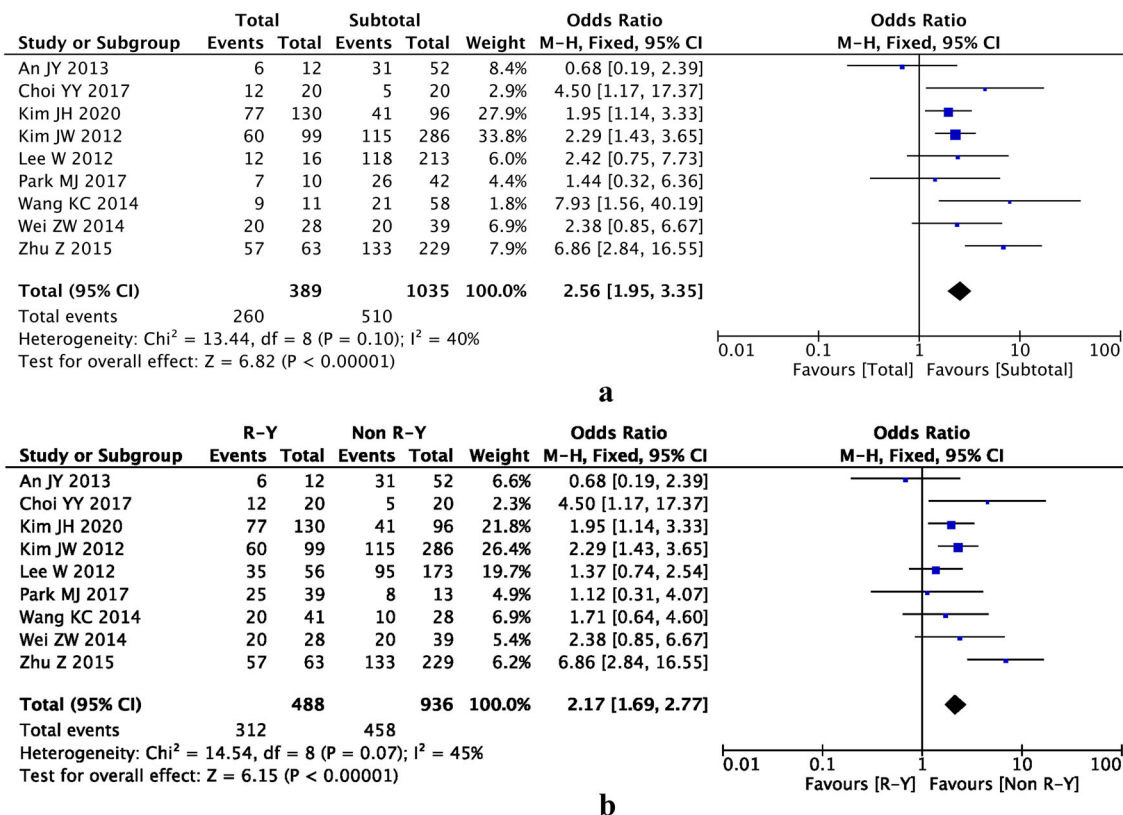 Total Subtotal Odds Ratio Odds Ratio
Study or Subgroup Events Total Events Total Weight M-H, Fixed, 95% CI M-H, Fixed, 95% CI
An JY 2013 6 12 31 52 8.4% 0.68 [0.19, 2.39]
Choi YY 2017 12 20 5 20 2.9% 4.50 [1.17, 17.37]
Kim JH 2020 77 130 41 96 27.9% 1.95 [1.14, 3.33]
Kim JW 2012 60 99 115 286 33.8% 2.29 [1.43, 3.65]
Lee W 2012 12 16 118 213 6.0% 2.42 [0.75, 7.73]
Park MJ 2017 7 10 26 42 4.4% 1.44 [0.32, 6.36]
Wang KC 2014 9 11 21 58 1.8% 7.93 [1.56, 40.19]
Wei ZW 2014 20 28 20 39 6.9% 2.38 [0.85, 6.67]
Zhu Z 2015 57 63 133 229 7.9% 6.86 [2.84, 16.55]
Total (95% CI) 389 1035 100.0% 2.56 [1.95, 3.35]
Total events 260 510
Heterogeneity: Chi² = 13.44, df = 8 (P = 0.10); I² = 40%
Test for overall effect: Z = 6.82 (P < 0.00001)
0.01 0.1 1 10 100
Favours [Total] Favours [Subtotal]
a
R-Y Non R-Y Odds Ratio Odds Ratio
Study or Subgroup Events Total Events Total Weight M-H, Fixed, 95% CI M-H, Fixed, 95% CI
An JY 2013 6 12 31 52 6.6% 0.68 [0.19, 2.39]
Choi YY 2017 12 20 5 20 2.3% 4.50 [1.17, 17.37]
Kim JH 2020 77 130 41 96 21.8% 1.95 [1.14, 3.33]
Kim JW 2012 60 99 115 286 26.4% 2.29 [1.43, 3.65]
Lee W 2012 35 56 95 173 19.7% 1.37 [0.74, 2.54]
Park MJ 2017 25 39 8 13 4.9% 1.12 [0.31, 4.07]
Wang KC 2014 20 41 10 28 6.9% 1.71 [0.64, 4.60]
Wei ZW 2014 20 28 20 39 5.4% 2.38 [0.85, 6.67]
Zhu Z 2015 57 63 133 229 6.2% 6.86 [2.84, 16.55]
Total (95% CI) 488 936 100.0% 2.17 [1.69, 2.77]
Total events 312 458
Heterogeneity: Chi² = 14.54, df = 8 (P = 0.07); I² = 45%
Test for overall effect: Z = 6.15 (P < 0.00001)
0.01 0.1 1 10 100
Favours [R-Y] Favours [Non R-Y]
b